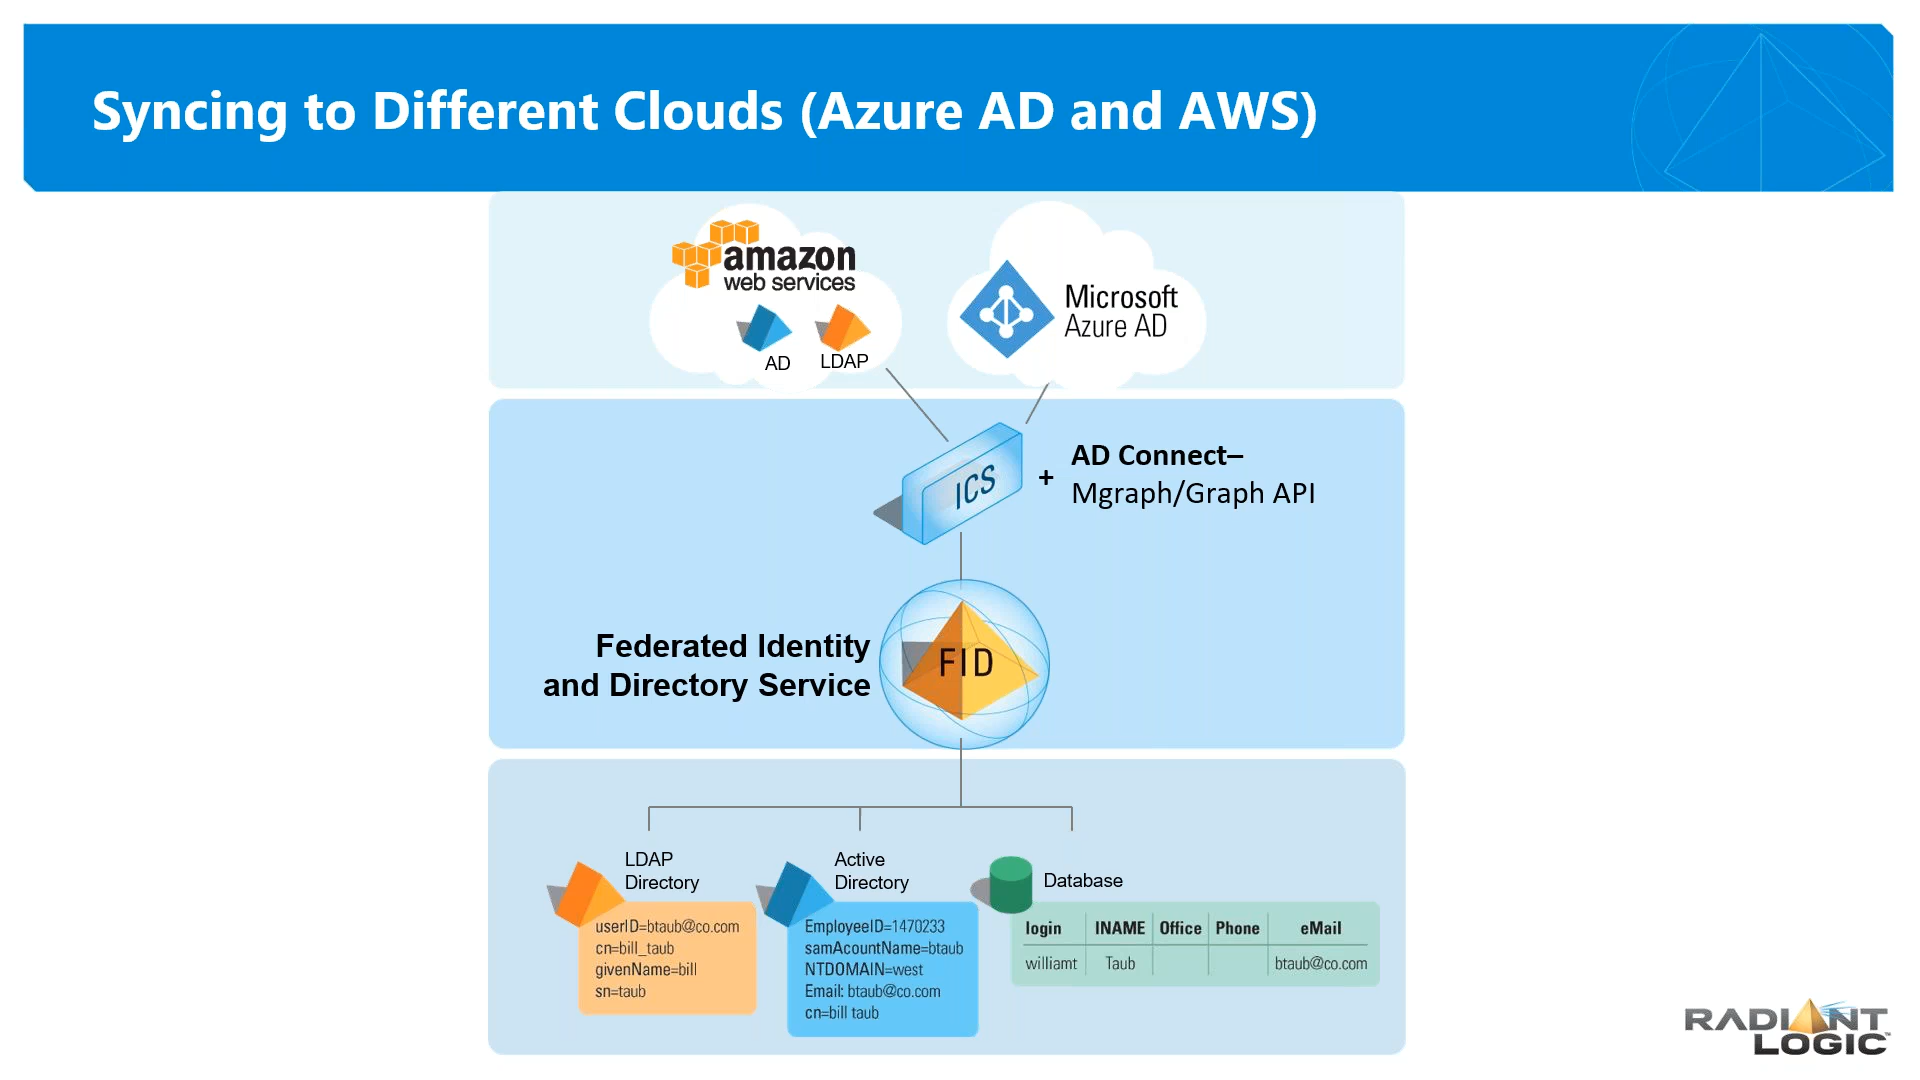 Syncing to Different Clouds (Azure AD and AWS)
amazon
web services
AD
LDAP
Microsoft
Azure AD
ICS
+
AD Connect–
Mgraph/Graph API
Federated Identity
and Directory Service
FID
LDAP
Directory
userID=btaub@co.com
cn=bill_taub
givenName=bill
sn=taub
Active
Directory
EmployeeID=1470233
samAcountName=btaub
NTDOMAIN=west
Email: btaub@co.com
cn=bill taub
Database
login INAME Office Phone eMail
williamt Taub btaub@co.com
RADIANT
LOGIC™